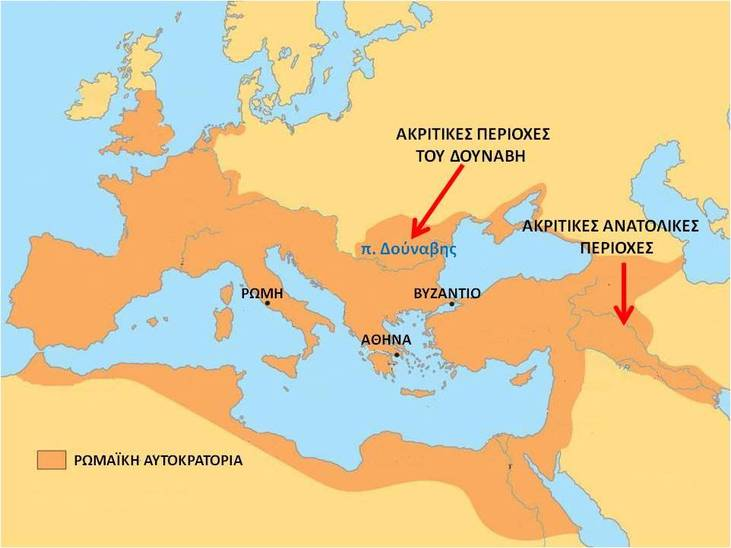 ΑΚΡΙΤΙΚΕΣ ΠΕΡΙΟΧΕΣ
ΤΟΥ ΔΟΥΝΑΒΗ
ΑΚΡΙΤΙΚΕΣ ΑΝΑΤΟΛΙΚΕΣ
ΠΕΡΙΟΧΕΣ
π. Δούναβης
ΡΩΜΗ
ΒΥΖΑΝΤΙΟ
ΑΘΗΝΑ
ΡΩΜΑΪΚΗ ΑΥΤΟΚΡΑΤΟΡΙΑ